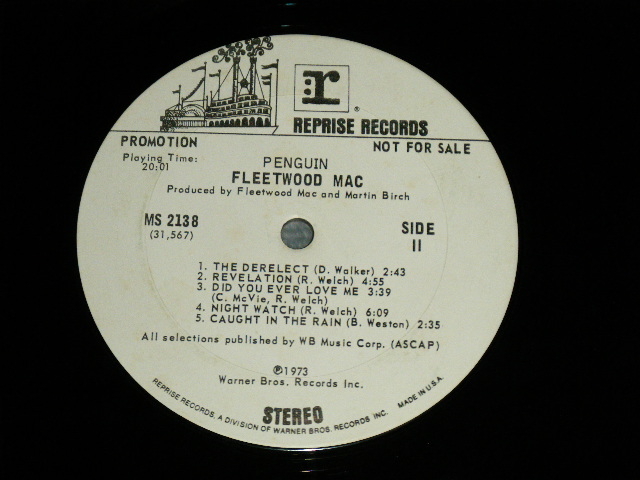 r
®
REPRISE RECORDS
PROMOTION
NOT FOR SALE
Playing Time:
20:01
PENGUIN
FLEETWOOD MAC
Produced by Fleetwood Mac and Martin Birch
MS 2138
(31,567)
SIDE
II
1. THE DERELECT (D. Walker) 2:43
2. REVELATION (R. Welch) 4:55
3. DID YOU EVER LOVE ME 3:39
(C. McVie, R. Welch)
4. NIGHT WATCH (R. Welch) 6:09
5. CAUGHT IN THE RAIN (B. Weston) 2:35
All selections published by WB Music Corp. (ASCAP)
℗1973
Warner Bros. Records Inc.
STEREO
REPRISE RECORDS, A DIVISION OF WARNER BROS. RECORDS INC. MADE IN U.S.A.